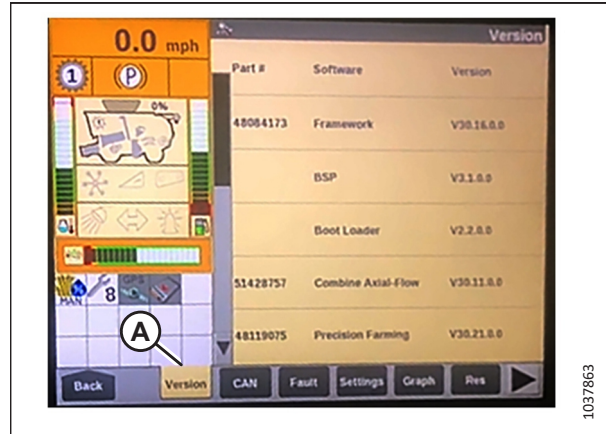 0.0 mph
Version
1
(P)
0%
Part # Software Version
48084173 Framework V30.16.0.0
BSP V3.1.0.0
Boot Loader V2.2.0.0
51428757 Combine Axial-Flow V30.11.0.0
48119075 Precision Farming V30.21.0.0
MAN
8
GPS
A
Back Version CAN Fault Settings Graph Res
1037863